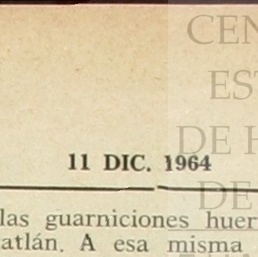 CEN
EST
DE H
11 DIC. 1964
DE
las guarniciones huer
atlán. A esa misma